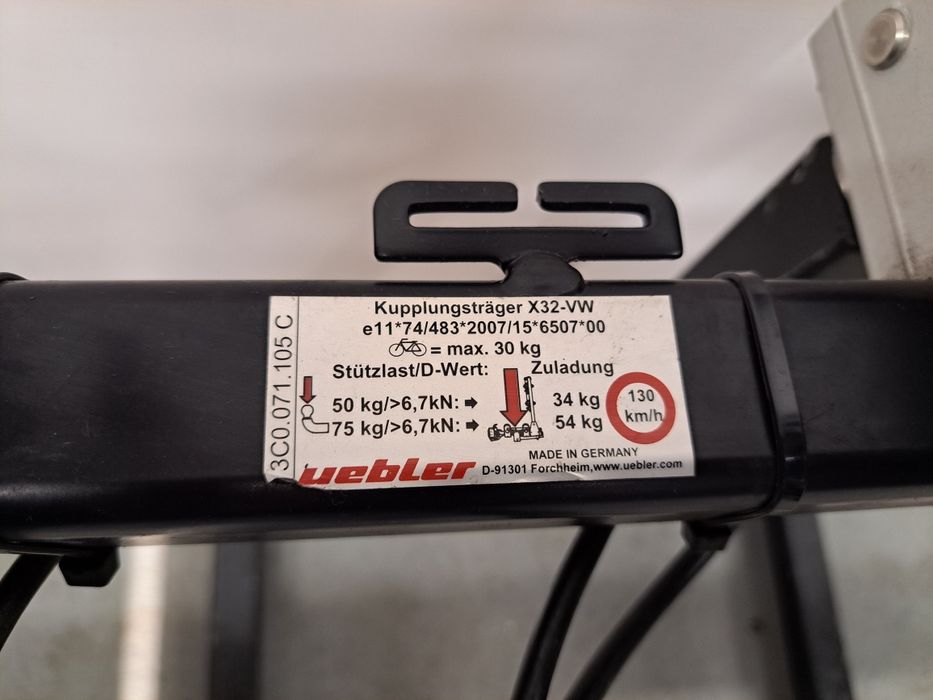 3C0.071.105 C
Kupplungsträger X32-VW
e11*74/483*2007/15*6507*00
= max. 30 kg
Stützlast/D-Wert: Zuladung
50 kg/>6,7kN: 34 kg
75 kg/>6,7kN: 54 kg
130
km/h
MADE IN GERMANY
uebler D-91301 Forchheim,www.uebler.com